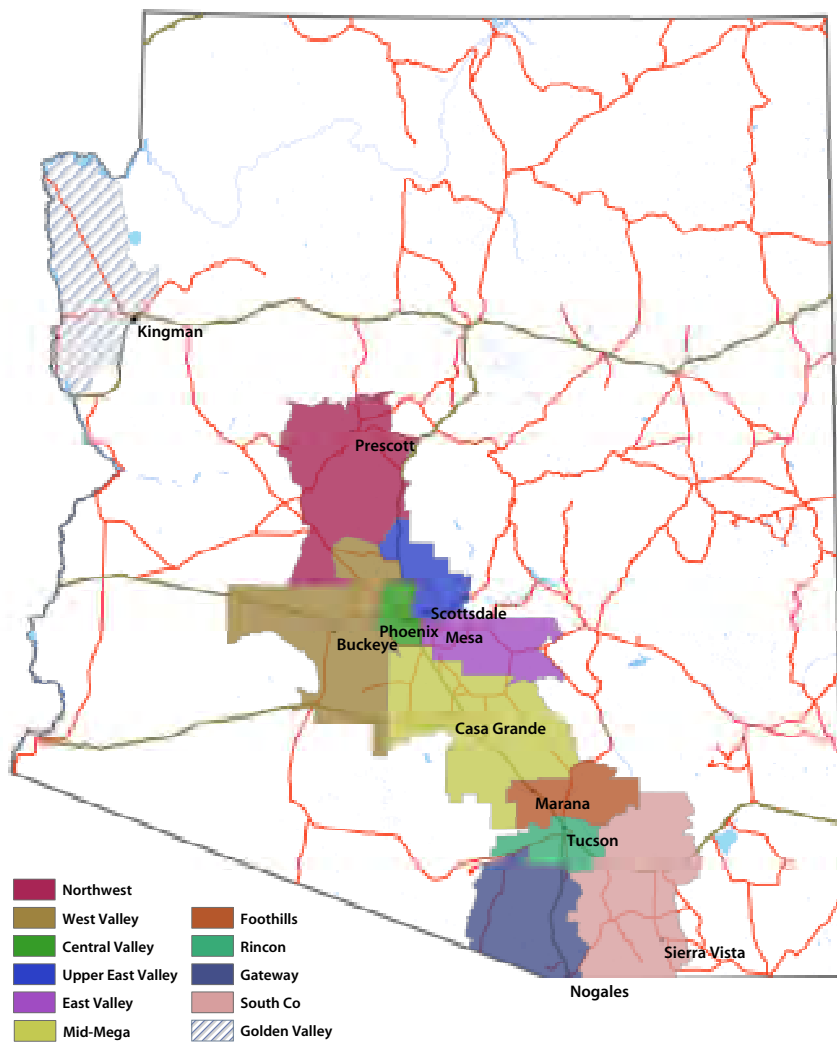 Kingman
Prescott
Scottsdale
Phoenix
Mesa
Buckeye
Casa Grande
Marana
Tucson
Sierra Vista
Nogales
Northwest
West Valley
Central Valley
Upper East Valley
East Valley
Mid-Mega
Foothills
Rincon
Gateway
South Co
Golden Valley